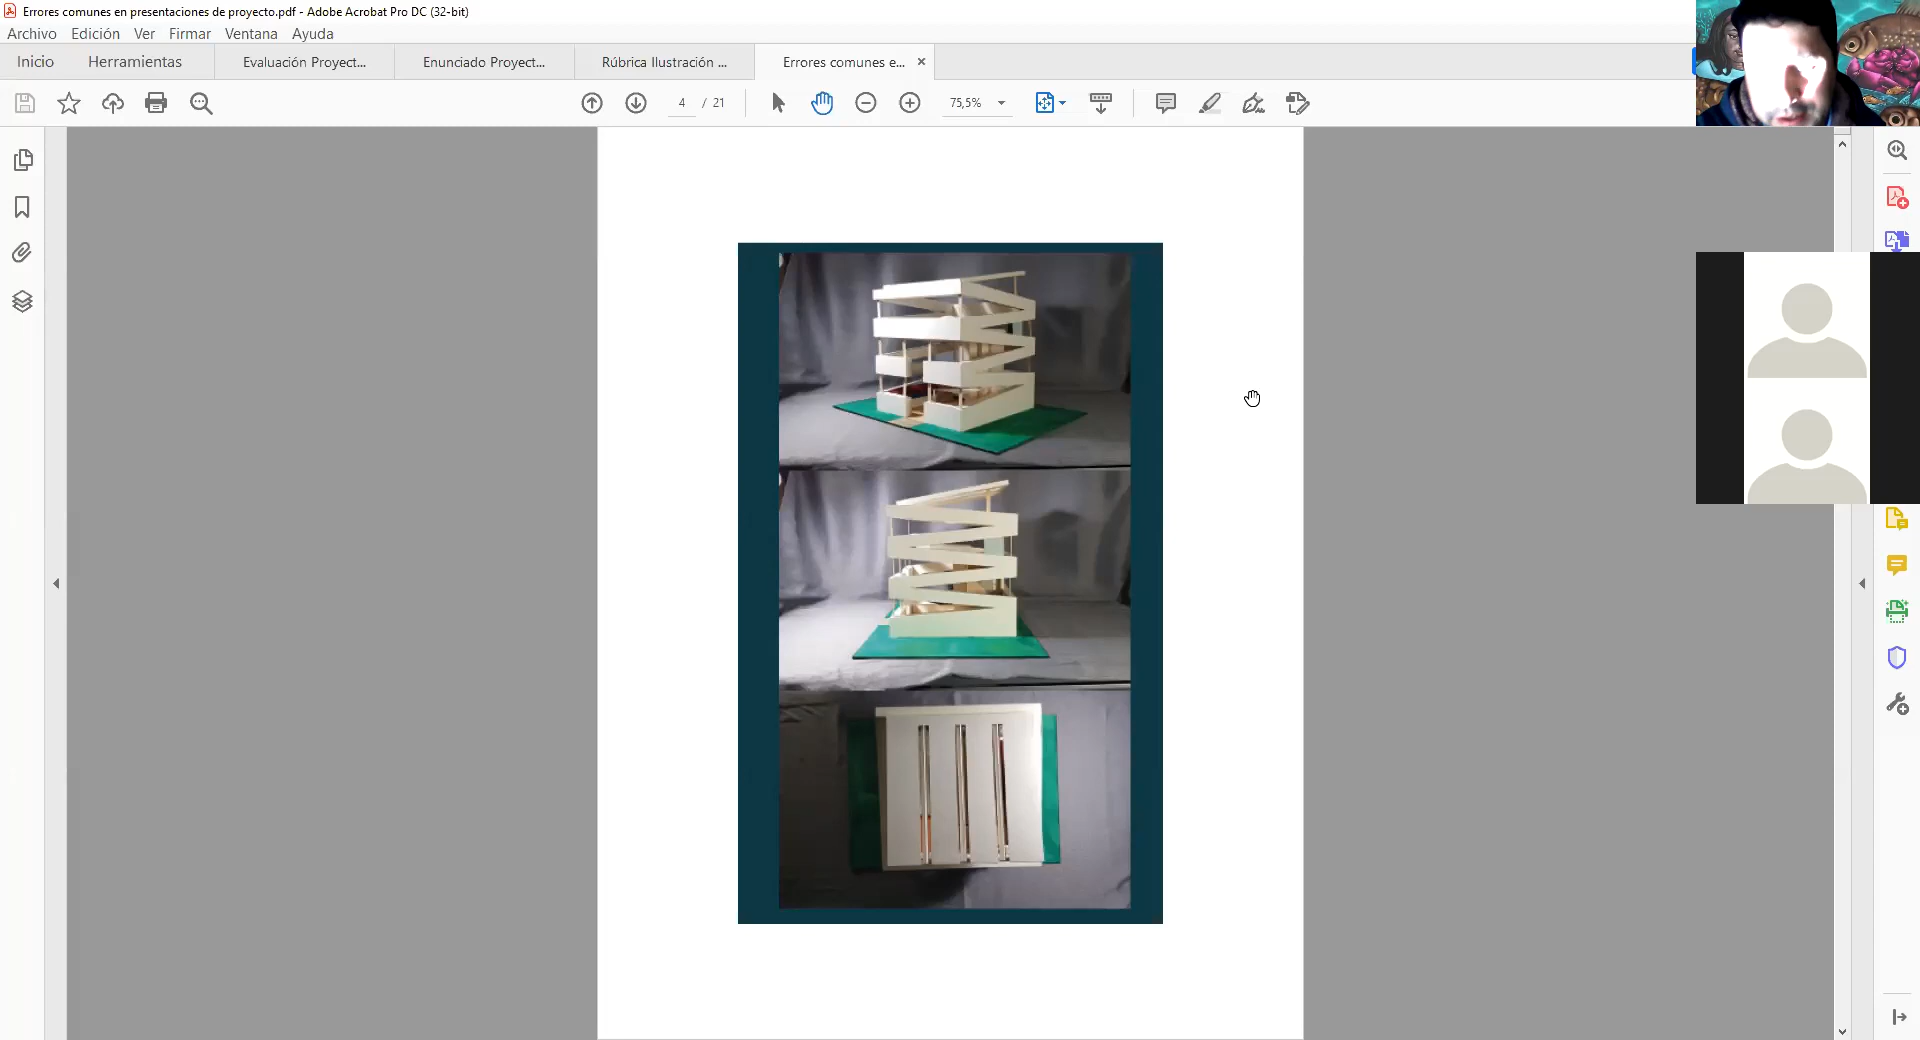 Errores comunes en presentaciones de proyecto.pdf - Adobe Acrobat Pro DC (32-bit)
Archivo Edición Ver Firmar Ventana Ayuda
Inicio Herramientas Evaluación Proyect... Enunciado Proyect... Rúbrica Ilustración ... Errores comunes e... ×
4 / 21 75,5%